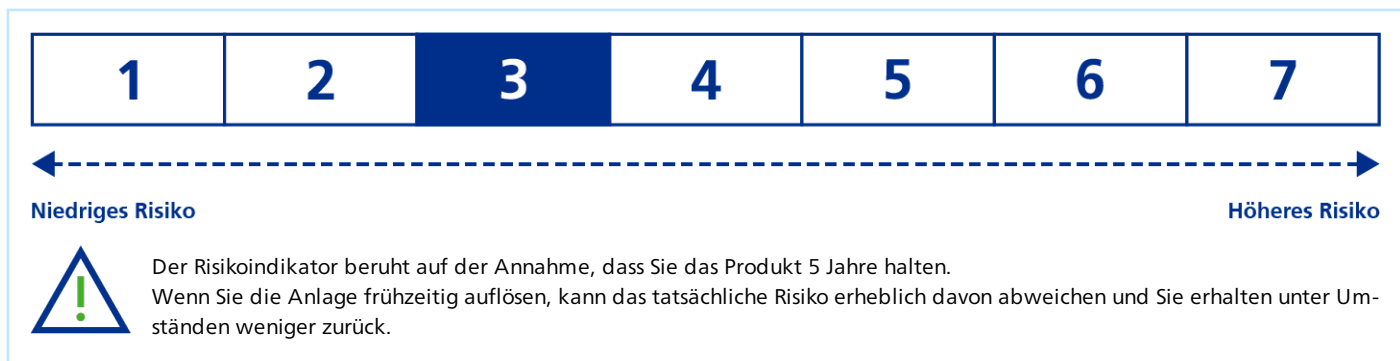 1 2 3 4 5 6 7
Niedriges Risiko Höheres Risiko
Der Risikoindikator beruht auf der Annahme, dass Sie das Produkt 5 Jahre halten.
Wenn Sie die Anlage frühzeitig auflösen, kann das tatsächliche Risiko erheblich davon abweichen und Sie erhalten unter Um-
ständen weniger zurück.